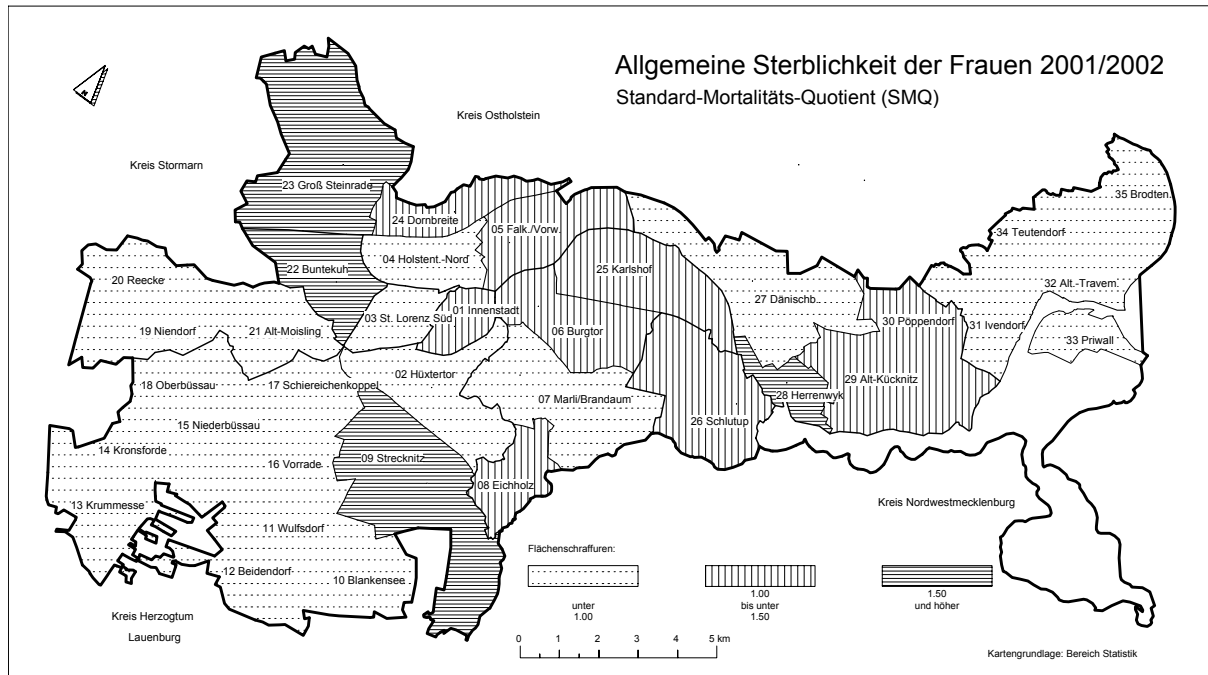 Allgemeine Sterblichkeit der Frauen 2001/2002
Standard-Mortalitäts-Quotient (SMQ)
N
Kreis Ostholstein
Kreis Stormarn
23 Groß Steinrade
35 Brodten.
24 Dornbreite
05 Falk./Vorw.
34 Teutendorf
04 Holstent.-Nord
22 Buntekuh
25 Karlshof
20 Reecke
32 Alt.-Travem.
27 Dänischb.
01 Innenstadt
03 St. Lorenz Süd
30 Pöppendorf
31 Ivendorf
19 Niendorf
21 Alt-Moisling
06 Burgtor
33 Priwall
02 Hüxtertor
29 Alt-Kücknitz
18 Oberbüssau
17 Schiereichenkoppel
28 Herrenwyk
07 Marli/Brandaum
26 Schlutup
15 Niederbüssau
14 Kronsforde
16 Vorrade
09 Strecknitz
08 Eichholz
13 Krummesse
Kreis Nordwestmecklenburg
11 Wulfsdorf
12 Beidendorf
10 Blankensee
Flächenschraffuren:
unter
1.00
1.00
bis unter
1.50
1.50
und höher
Kreis Herzogtum
Lauenburg
0 1 2 3 4 5 km
Kartengrundlage: Bereich Statistik